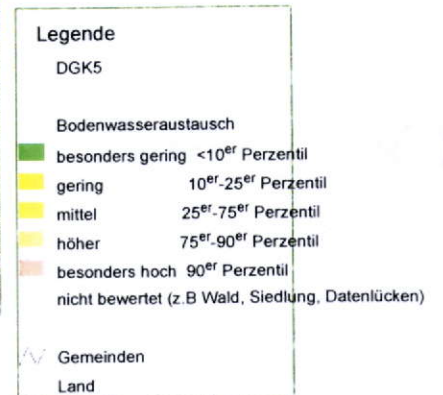 Legende
DGK5
Bodenwasseraustausch
besonders gering <10er Perzentil
gering 10er-25er Perzentil
mittel 25er-75er Perzentil
höher 75er-90er Perzentil
besonders hoch 90er Perzentil
nicht bewertet (z.B Wald, Siedlung, Datenlücken)
Gemeinden
Land